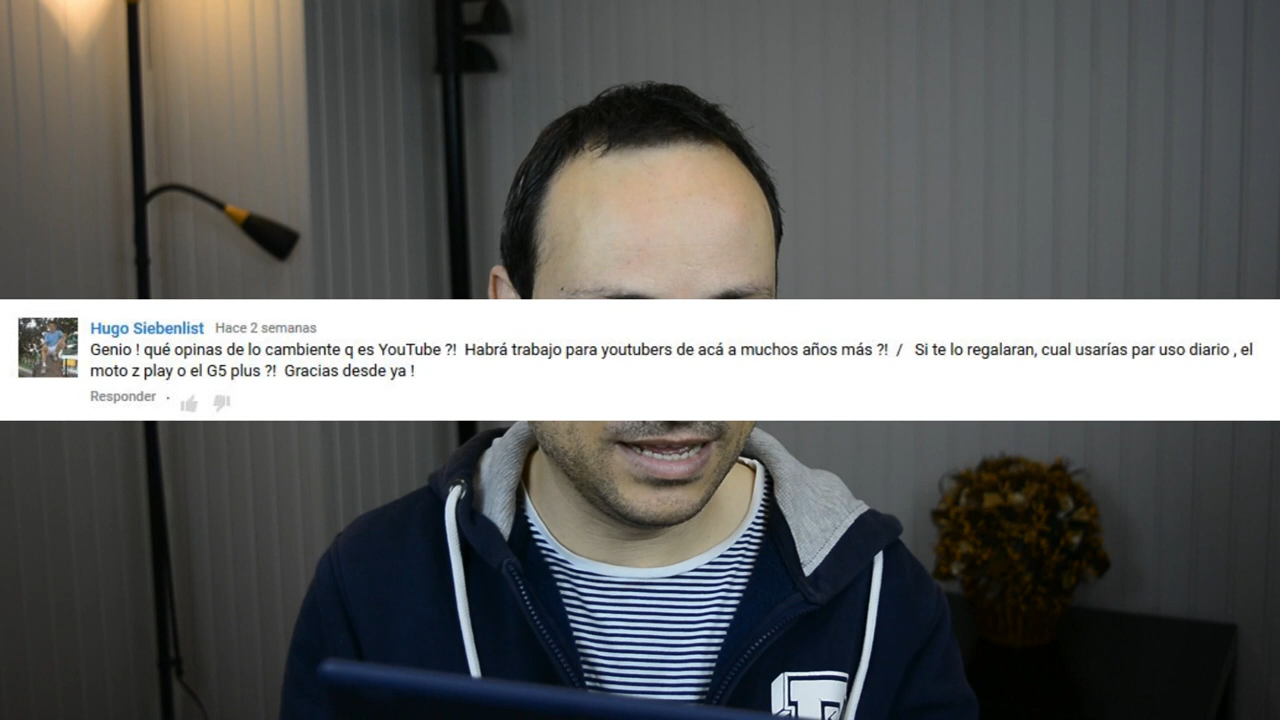 Hugo Siebenlist Hace 2 semanas
Genio ! qué opinas de lo cambiente q es YouTube ?! Habrá trabajo para youtubers de acá a muchos años más ?! / Si te lo regalaran, cual usarías par uso diario , el
moto z play o el G5 plus ?! Gracias desde ya !
Responder ·